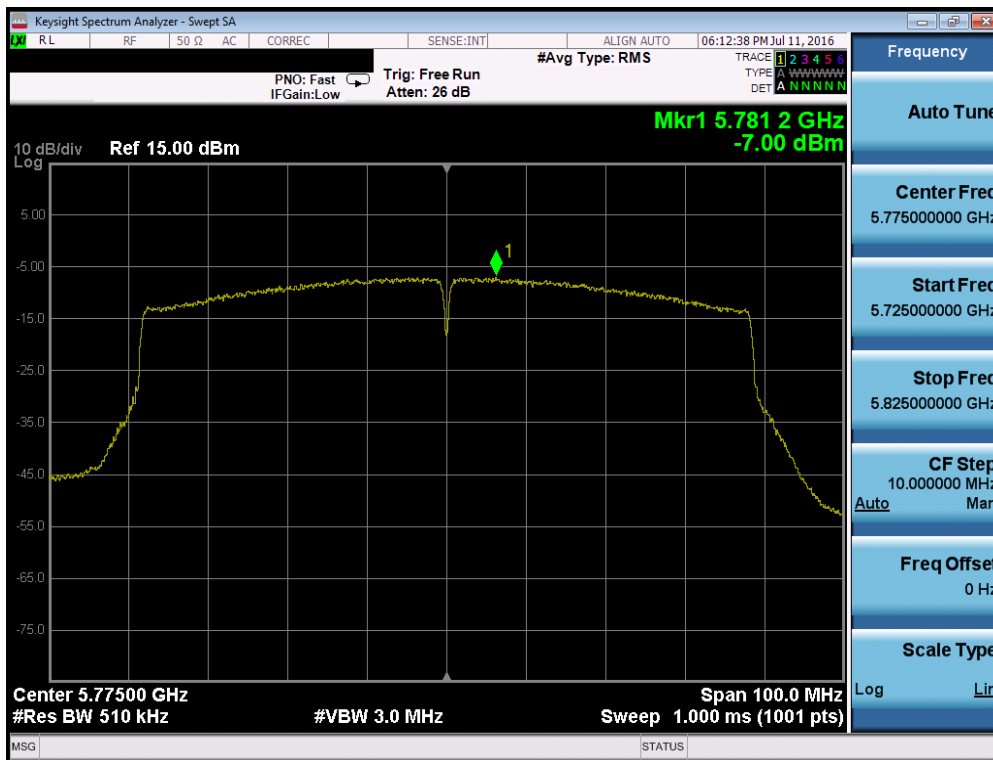 Keysight Spectrum Analyzer - Swept SA
LXI RL RF 50 Ω AC CORREC SENSE:INT ALIGN AUTO 06:12:38 PM Jul 11, 2016
#Avg Type: RMS
TRACE 1 2 3 4 5 6
PNO: Fast Trig: Free Run
TYPE A WWWWW
IFGain:Low Atten: 26 dB
DET A N N N N N
Mkr1 5.781 2 GHz
-7.00 dBm
10 dB/div Ref 15.00 dBm
Log
5.00
1
-5.00
-15.0
-25.0
-35.0
-45.0
-55.0
-65.0
-75.0
Center 5.77500 GHz Span 100.0 MHz
#Res BW 510 kHz #VBW 3.0 MHz Sweep 1.000 ms (1001 pts)
MSG STATUS
Frequency
Auto Tune
Center Freq
5.775000000 GHz
Start Freq
5.725000000 GHz
Stop Freq
5.825000000 GHz
CF Step
10.000000 MHz
Auto Man
Freq Offset
0 Hz
Scale Type
Log Lin